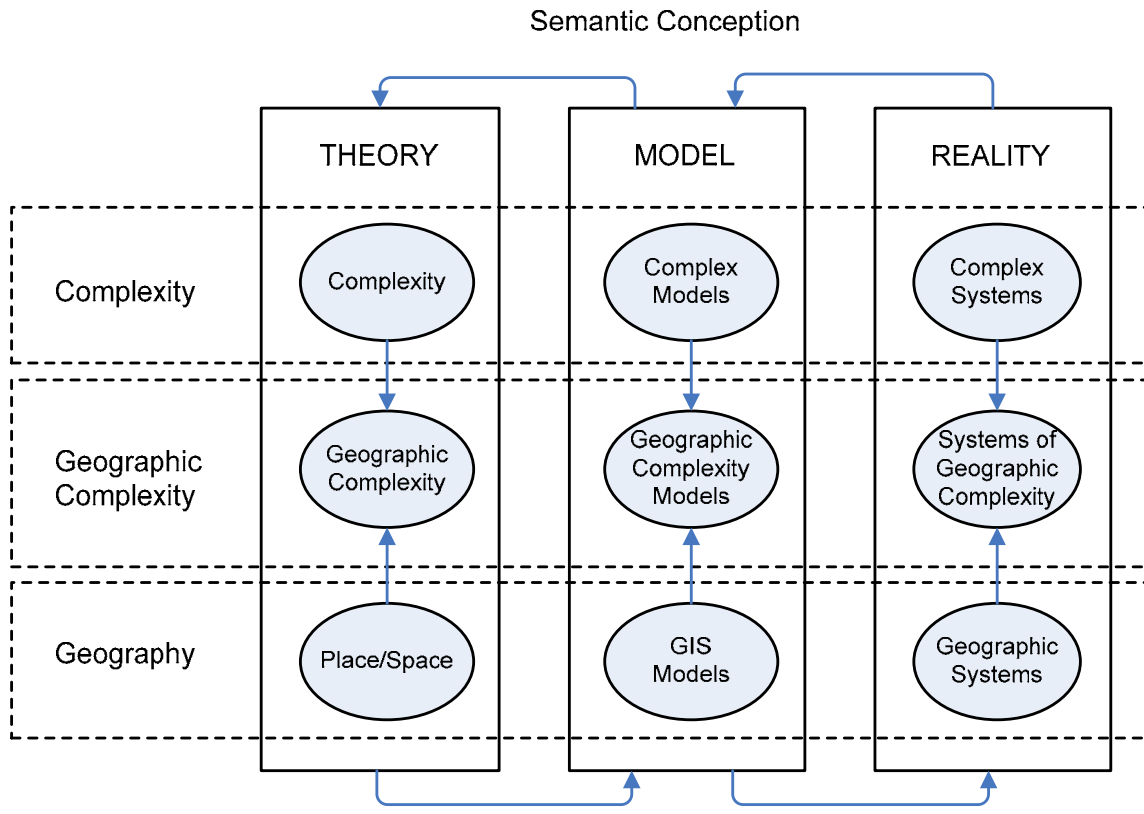 Semantic Conception
THEORY
MODEL
REALITY
Complexity
Complexity
Complex
Models
Complex
Systems
Geographic
Complexity
Geographic
Complexity
Geographic
Complexity
Models
Systems of
Geographic
Complexity
Geography
Place/Space
GIS
Models
Geographic
Systems